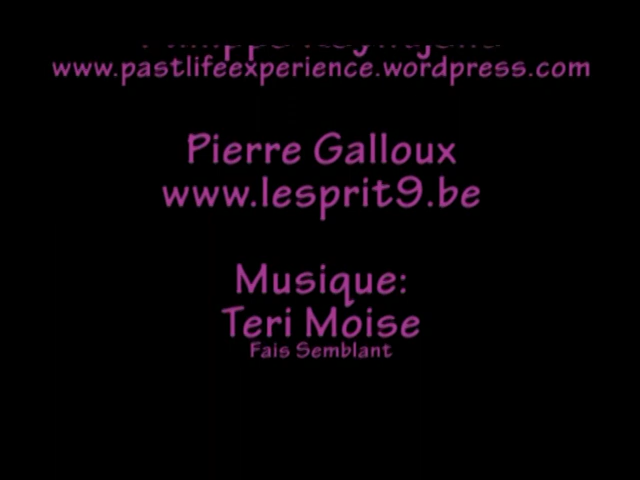 www.pastlifeexperience.wordpress.com
Pierre Galloux
www.lesprit9.be
Musique:
Teri Moise
Fais Semblant